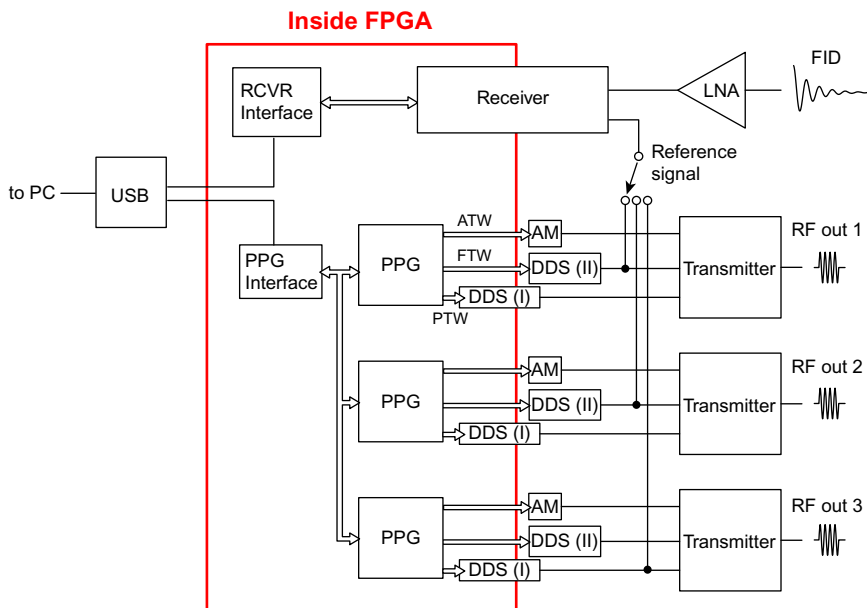 Inside FPGA
FID
RCVR
Interface
Receiver
LNA
Reference
signal
to PC
USB
ATW
AM
RF out 1
PPG
Interface
PPG
FTW
DDS (II)
Transmitter
DDS (I)
PTW
AM
RF out 2
PPG
DDS (II)
Transmitter
DDS (I)
AM
RF out 3
PPG
DDS (II)
Transmitter
DDS (I)